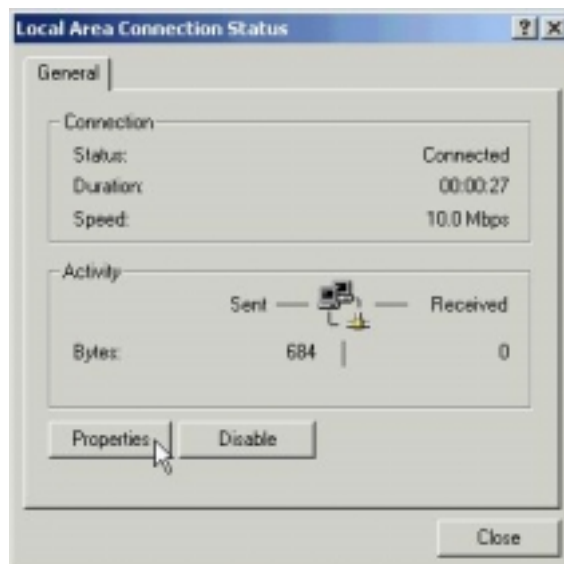 Local Area Connection Status
General
Connection
Status: Connected
Duration: 00:00:27
Speed: 10.0 Mbps
Activity
Sent Received
Bytes: 684 0
Properties Disable
Close